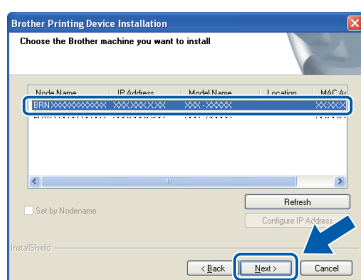 Brother Printing Device Installation
Choose the Brother machine you want to install
Node Name IP Address Model Name Location MAC Ad
Refresh
Set by Nodename
Configure IP Address
InstallShield
< Back Next > Cancel